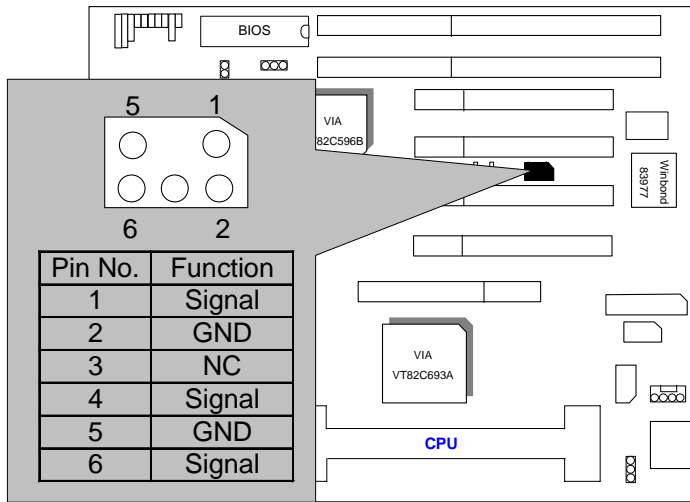 BIOS
VIA
T82C596B
Winbond
83977
5 1
6 2
Pin No. Function
1 Signal
2 GND
3 NC
4 Signal
5 GND
6 Signal
VIA
VT82C693A
CPU